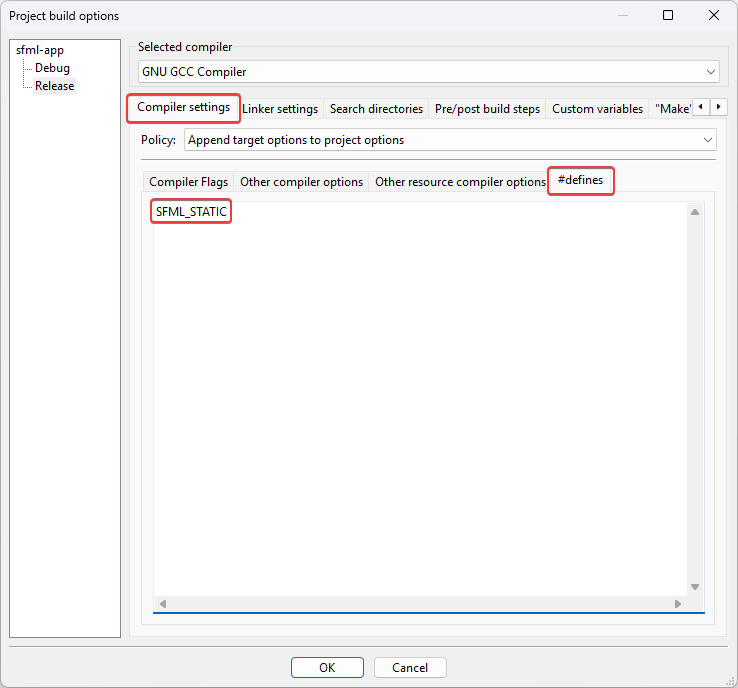 Project build options
sfml-app
Debug
Release
Selected compiler
GNU GCC Compiler
Compiler settings Linker settings Search directories Pre/post build steps Custom variables "Make'
Policy: Append target options to project options
Compiler Flags Other compiler options Other resource compiler options #defines
SFML_STATIC
OK Cancel